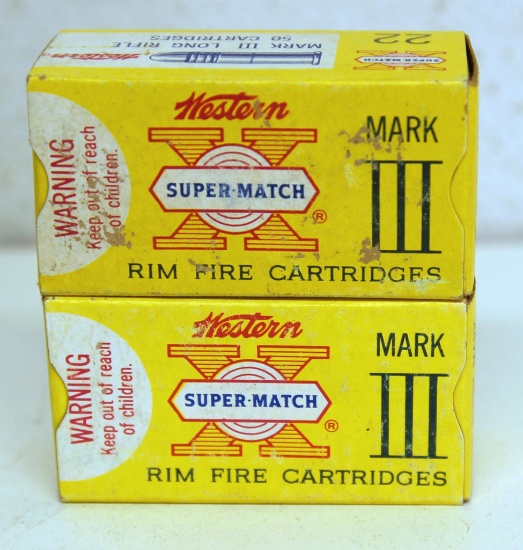 MARK III LONG RIFLE
50 CARTRIDGES
Western
22
X
SUPER-MATCH
WARNING
Keep out of reach
of children.
Western
X
SUPER-MATCH
®
MARK
III
RIM FIRE CARTRIDGES
WARNING
Keep out of reach
of children.
Western
X
SUPER-MATCH
®
MARK
III
RIM FIRE CARTRIDGES